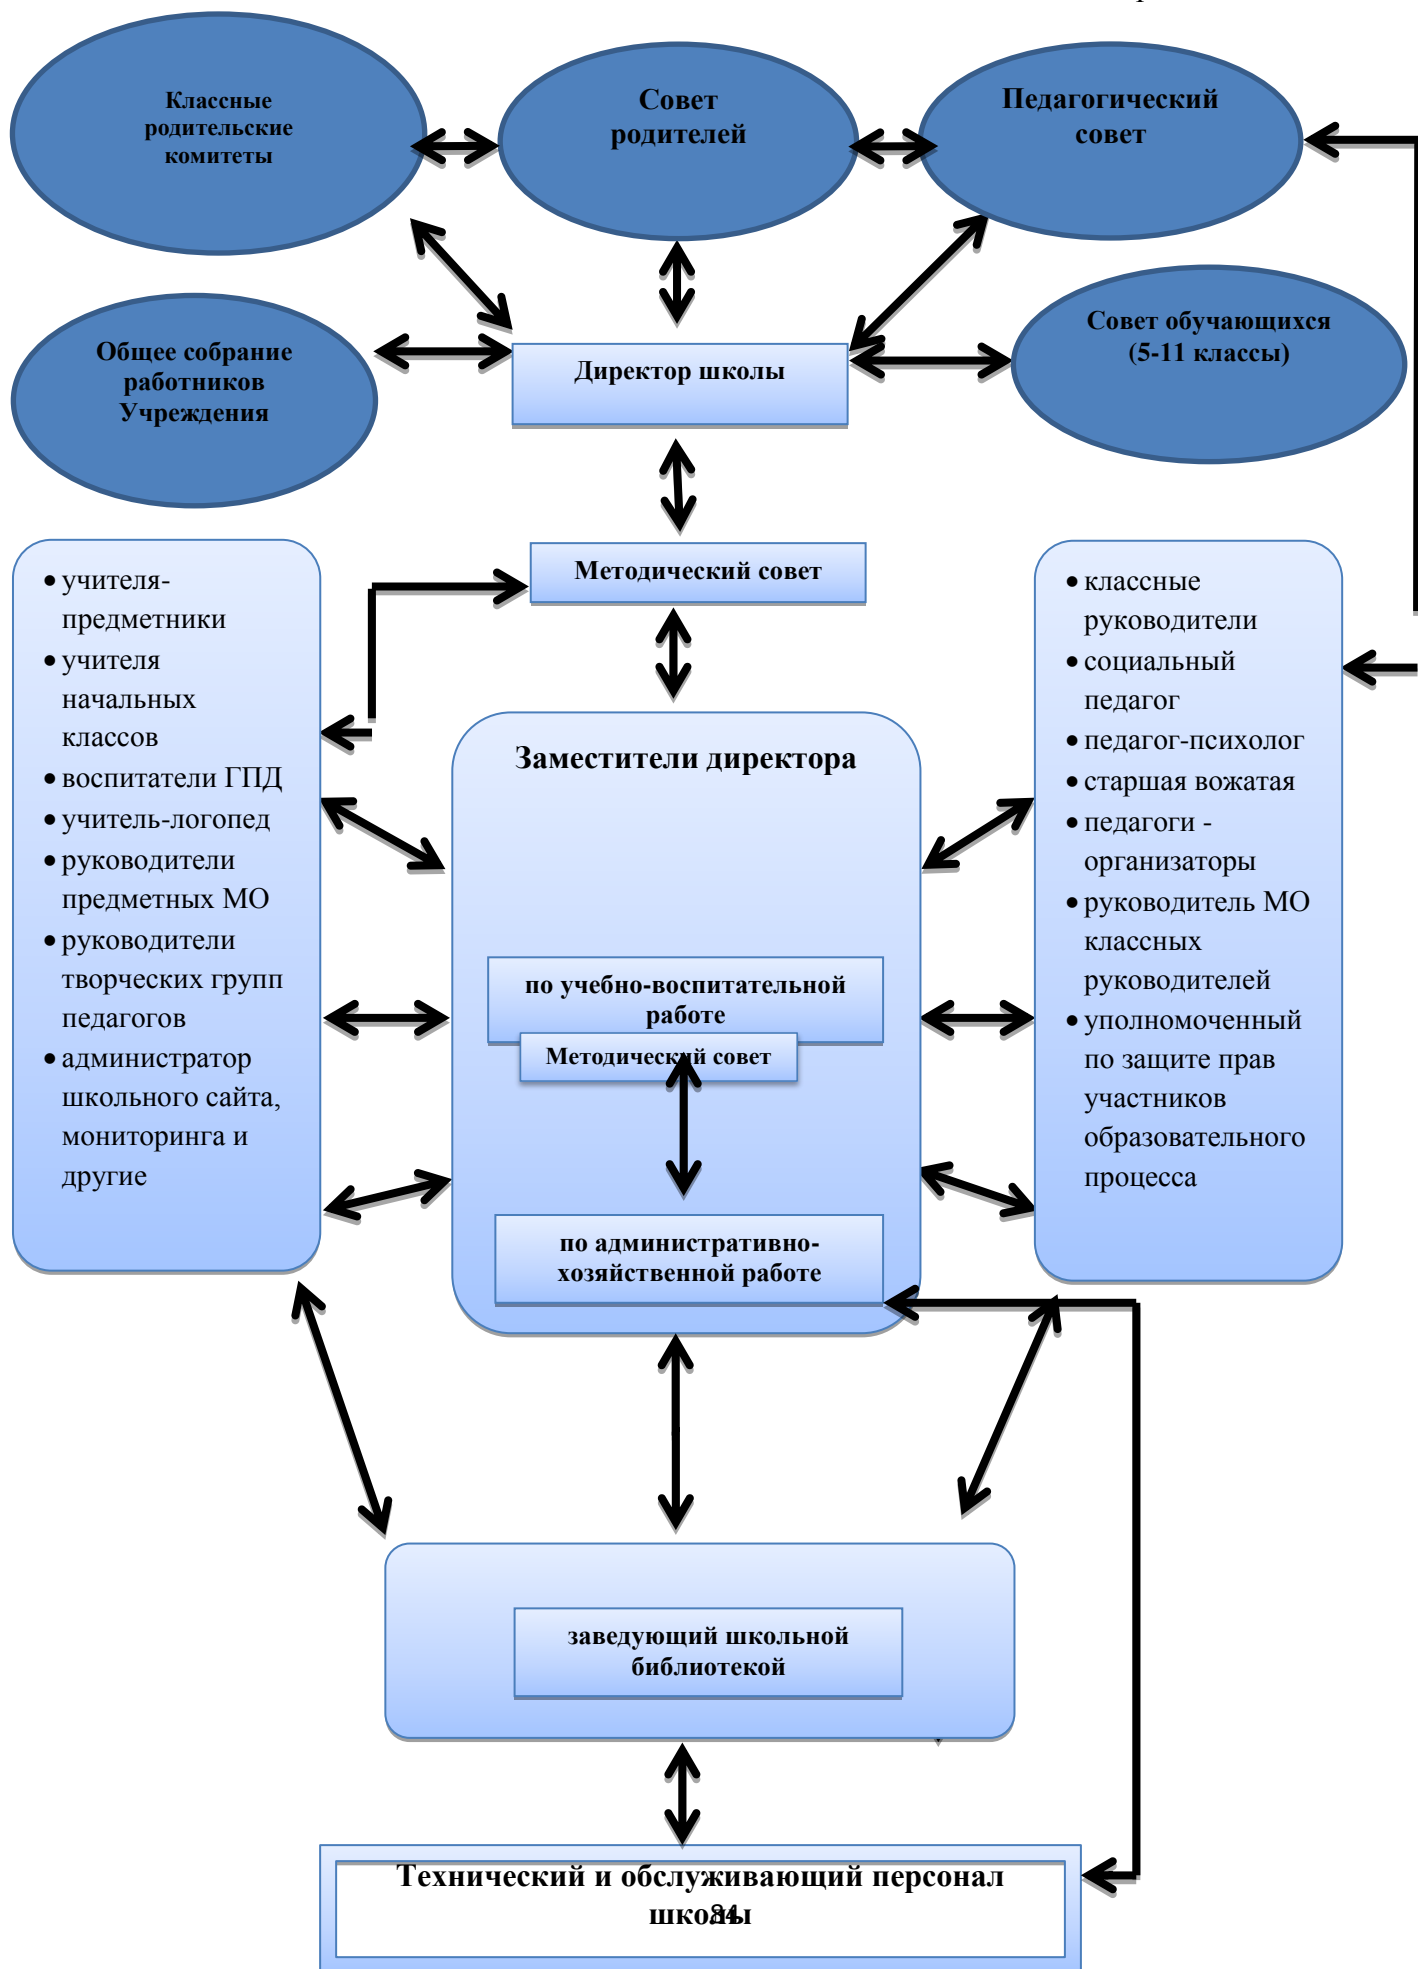 Классные
родительские
комитеты
Совет
родителей
Педагогический
совет
Общее собрание
работников
Учреждения
Директор школы
Совет обучающихся
(5-11 классы)
• учителя-
предметники
• учителя
начальных
классов
• воспитатели ГПД
• учитель-логопед
• руководители
предметных МО
• руководители
творческих групп
педагогов
• администратор
школьного сайта,
мониторинга и
другие
Методический совет
Заместители директора
по учебно-воспитательной
работе
Методический совет
по административно-
хозяйственной работе
• классные
руководители
• социальный
педагог
• педагог-психолог
• старшая вожатая
• педагоги -
организаторы
• руководитель МО
классных
руководителей
• уполномоченный
по защите прав
участников
образовательного
процесса
заведующий школьной
библиотекой
Технический и обслуживающий персонал
школы
84